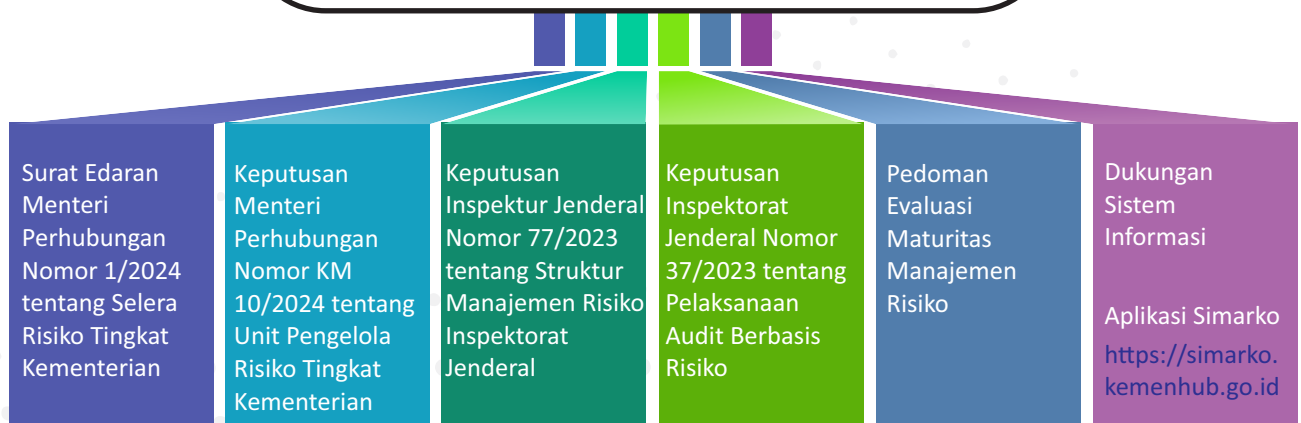 Surat Edaran
Menteri
Perhubungan
Nomor 1/2024
tentang Selera
Risiko Tingkat
Kementerian
Keputusan
Menteri
Perhubungan
Nomor KM
10/2024 tentang
Unit Pengelola
Risiko Tingkat
Kementerian
Keputusan
Inspektur Jenderal
Nomor 77/2023
tentang Struktur
Manajemen Risiko
Inspektorat
Jenderal
Keputusan
Inspektorat
Jenderal Nomor
37/2023 tentang
Pelaksanaan
Audit Berbasis
Risiko
Pedoman
Evaluasi
Maturitas
Manajemen
Risiko
Dukungan
Sistem
Informasi
Aplikasi Simarko
https://simarko.
kemenhub.go.id